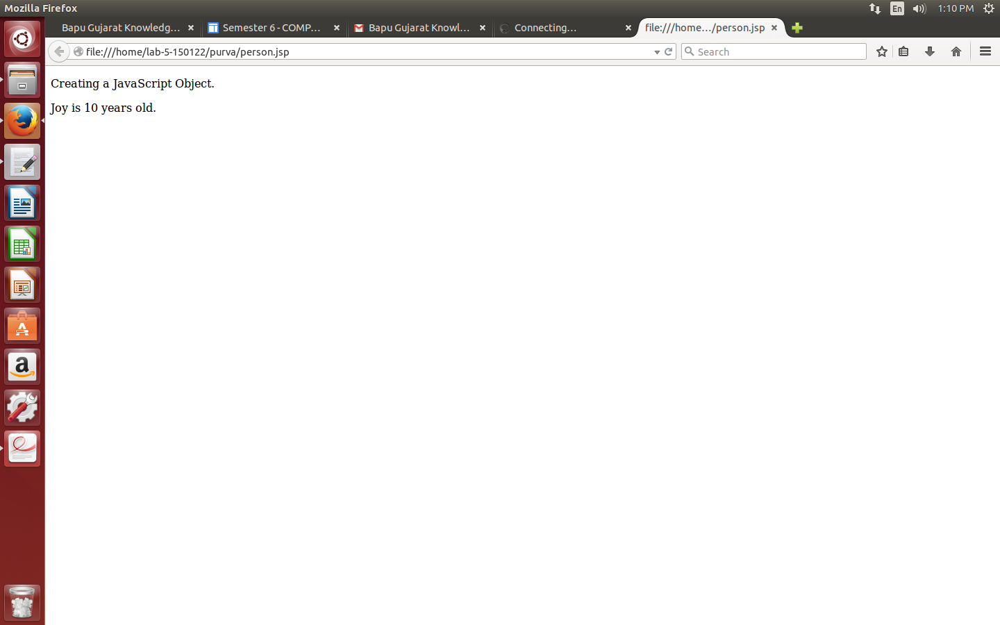 Mozilla Firefox
En
1:10 PM
Bapu Gujarat Knowledg...
Semester 6 - COMP...
Bapu Gujarat Knowl...
Connecting...
file:///home.../person.jsp
file:///home/lab-5-150122/purva/person.jsp
Search
Creating a JavaScript Object.
Joy is 10 years old.